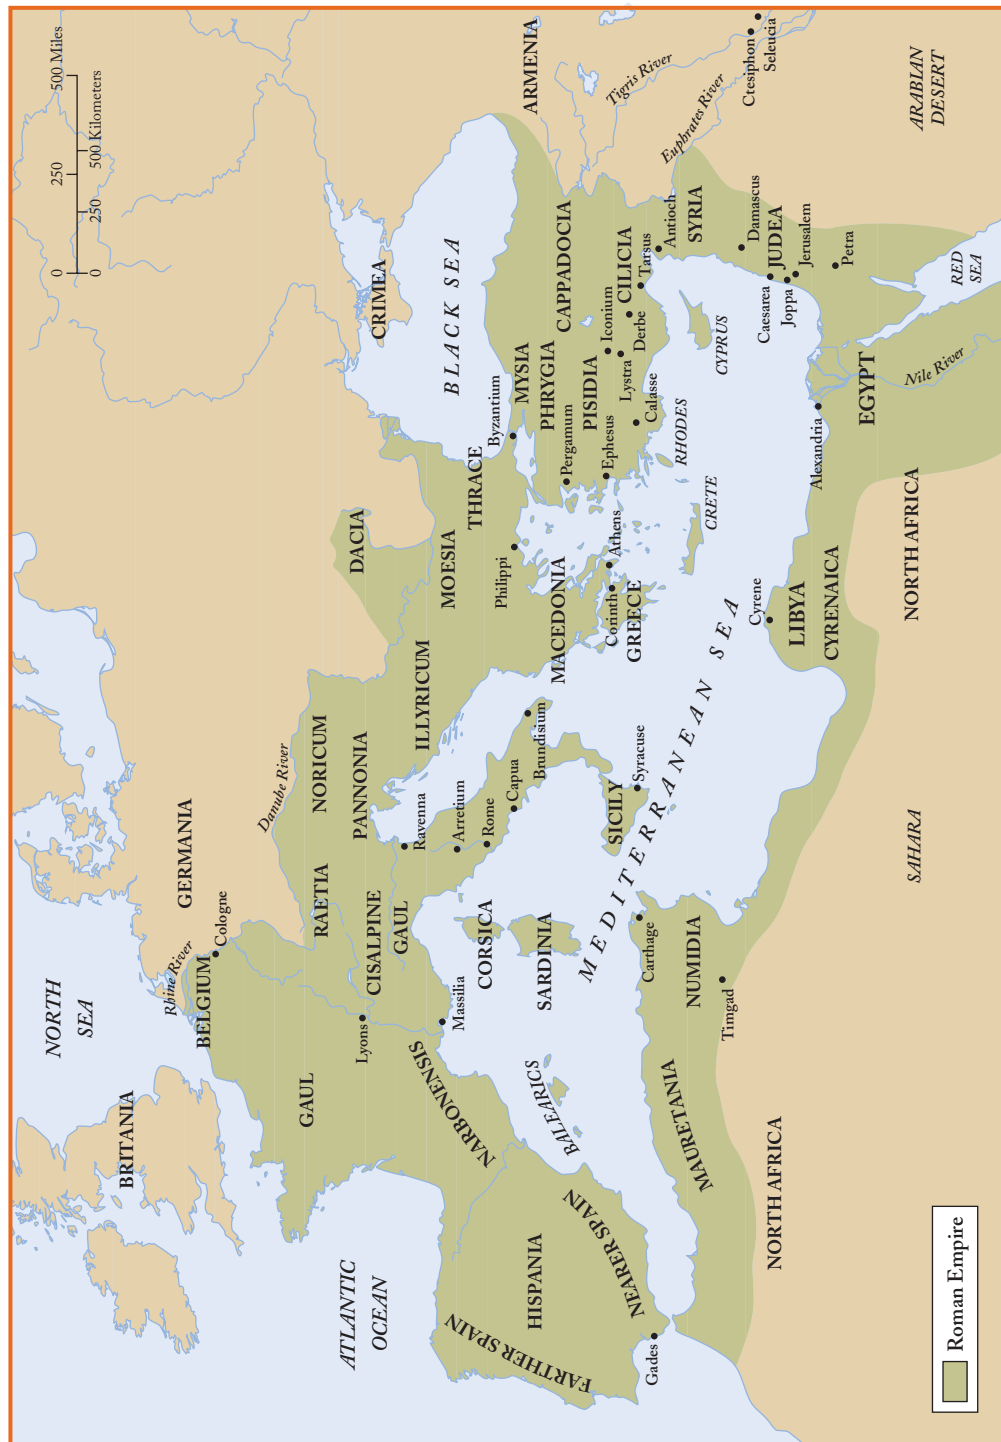 NORTH
SEA
BRITANIA
ATLANTIC
OCEAN
GERMANIA
Rhine River
Cologne
BELGIUM
GAUL
Lyons
Danube River
RAETIA
NORICUM
PANNONIA
CISALPINE
GAUL
ILLYRICUM
DACIA
MOESIA
THRACE
CRIMEA
BLACK SEA
ARMENIA
0 250 500 Miles
0 250 500 Kilometers
NARBONENSIS
Massilia
Ravenna
Arretium
Rome
Capua
Brundisium
CORSICA
SARDINIA
BALEARICS
SICILY
Syracuse
HISPANIA
FARTHER SPAIN
NEARER SPAIN
Gades
MACEDONIA
Philippi
Byzantium
Corinth
GREECE
Athens
MYSIA
PHRYGIA
CAPPADOCIA
Pergamum
PISIDIA
Ephesus
Iconium
Lystra
Derbe
CILICIA
Tarsus
Calasse
Antioch
SYRIA
Tigris River
Euphrates River
Ctesiphon
Seleucia
RHODES
CRETE
CYPRUS
MEDITERRANEAN SEA
Damascus
JUDEA
Caesarea
Joppa
Jerusalem
Petra
ARABIAN
DESERT
RED
SEA
Nile River
EGYPT
Alexandria
Cyrene
LIBYA
CYRENAICA
NORTH AFRICA
Carthage
NUMIDIA
Timgad
MAURETANIA
NORTH AFRICA
SAHARA
Roman Empire